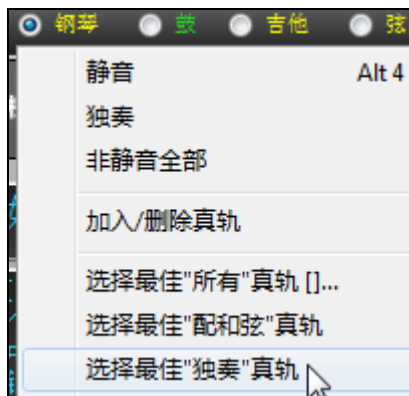 钢琴 鼓 吉他 弦
静音 Alt 4
独奏
非静音全部
加入/删除真轨
选择最佳"所有"真轨 []...
选择最佳"配和弦"真轨
选择最佳"独奏"真轨